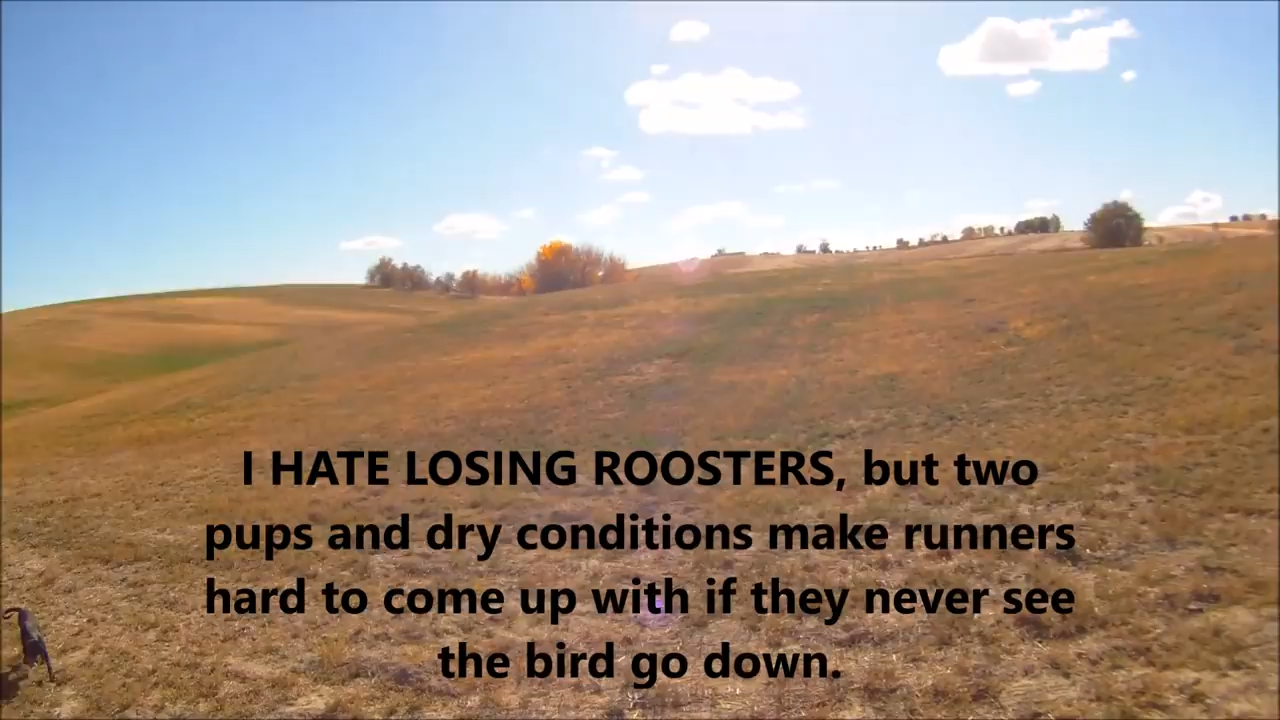 I HATE LOSING ROOSTERS, but two
pups and dry conditions make runners
hard to come up with if they never see
the bird go down.